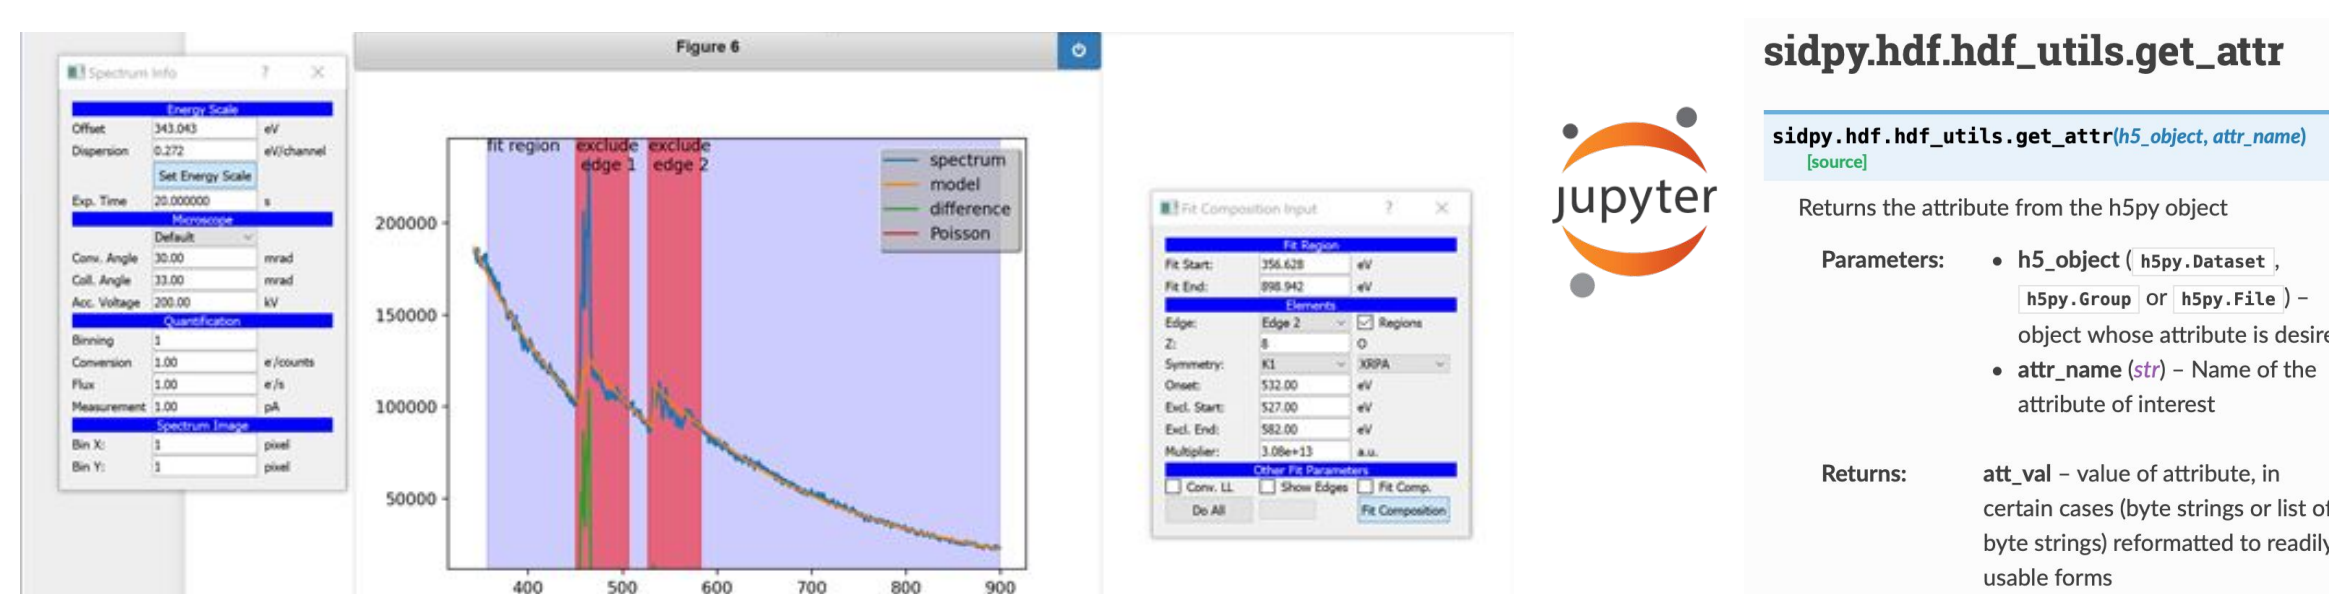 Spectrum Info ? ×
Energy Scale
Offset 343.043 eV
Dispersion 0.272 eV/channel
Set Energy Scale
Exp. Time 20.000000 s
Microscope
Default
Conv. Angle 30.00 mrad
Coll. Angle 33.00 mrad
Acc. Voltage 200.00 kV
Quantification
Binning 1
Conversion 1.00 e⁻/counts
Flux 1.00 e⁻/s
Measurement 1.00 pA
Spectrum Image
Bin X: 1 pixel
Bin Y: 1 pixel
Figure 6
fit region exclude exclude
edge 1 edge 2
spectrum
model
difference
Poisson
200000
150000
100000
50000
400 500 600 700 800 900
Fit Composition Input ? ×
Fit Region
Fit Start: 356.628 eV
Fit End: 898.942 eV
Elements
Edge: Edge 2 Regions
Z: 8 O
Symmetry: K1 XRPA
Onset: 532.00 eV
Excl. Start: 527.00 eV
Excl. End: 582.00 eV
Multiplier: 3.08e+13 a.u.
Other Fit Parameters
Conv. LL Show Edges Fit Comp.
Do All Fit Composition
jupyter
sidpy.hdf.hdf_utils.get_attr
sidpy.hdf.hdf_utils.get_attr(h5_object, attr_name)
[source]
Returns the attribute from the h5py object
Parameters: • h5_object ( h5py.Dataset ,
h5py.Group or h5py.File ) –
object whose attribute is desire
• attr_name (str) – Name of the
attribute of interest
Returns: att_val – value of attribute, in
certain cases (byte strings or list of
byte strings) reformatted to readily
usable forms